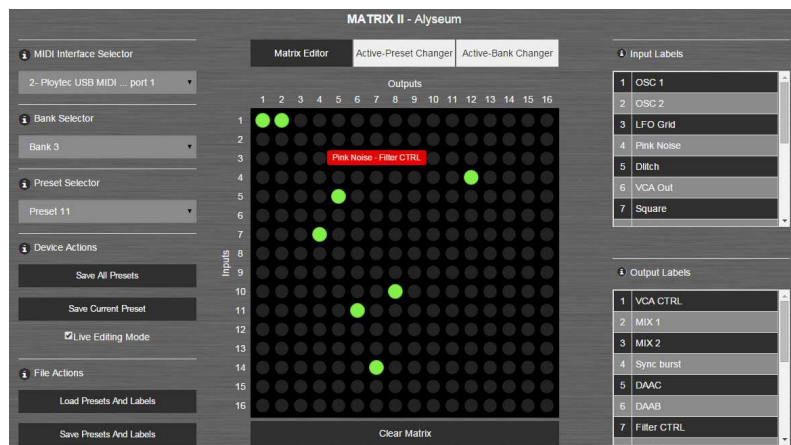 MATRIX II - Alyseum
MIDI Interface Selector
2- Ploytec USB MIDI ... port 1
Bank Selector
Bank 3
Preset Selector
Preset 11
Device Actions
Save All Presets
Save Current Preset
Live Editing Mode
File Actions
Load Presets And Labels
Save Presets And Labels
Matrix Editor
Active-Preset Changer
Active-Bank Changer
Outputs
1 2 3 4 5 6 7 8 9 10 11 12 13 14 15 16
Inputs
1
2
3
4
5
6
7
8
9
10
11
12
13
14
15
16
Pink Noise - Filter CTRL
Clear Matrix
Input Labels
1 OSC 1
2 OSC 2
3 LFO Grid
4 Pink Noise
5 Dlitch
6 VCA Out
7 Square
Output Labels
1 VCA CTRL
2 MIX 1
3 MIX 2
4 Sync burst
5 DAAC
6 DAAB
7 Filter CTRL